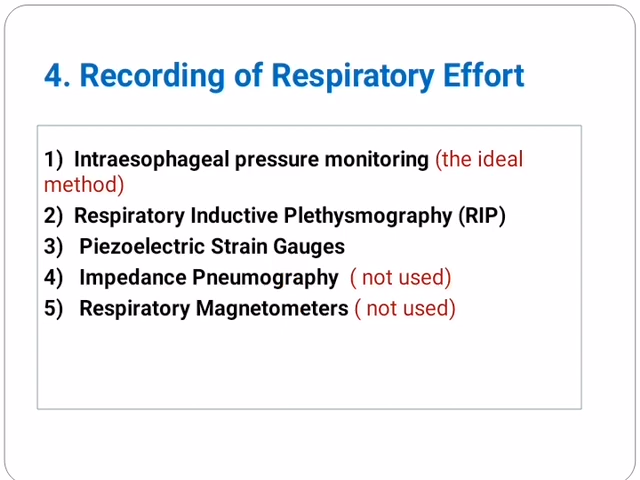 4. Recording of Respiratory Effort
1) Intraesophageal pressure monitoring (the ideal
method)
2) Respiratory Inductive Plethysmography (RIP)
3) Piezoelectric Strain Gauges
4) Impedance Pneumography ( not used)
5) Respiratory Magnetometers ( not used)